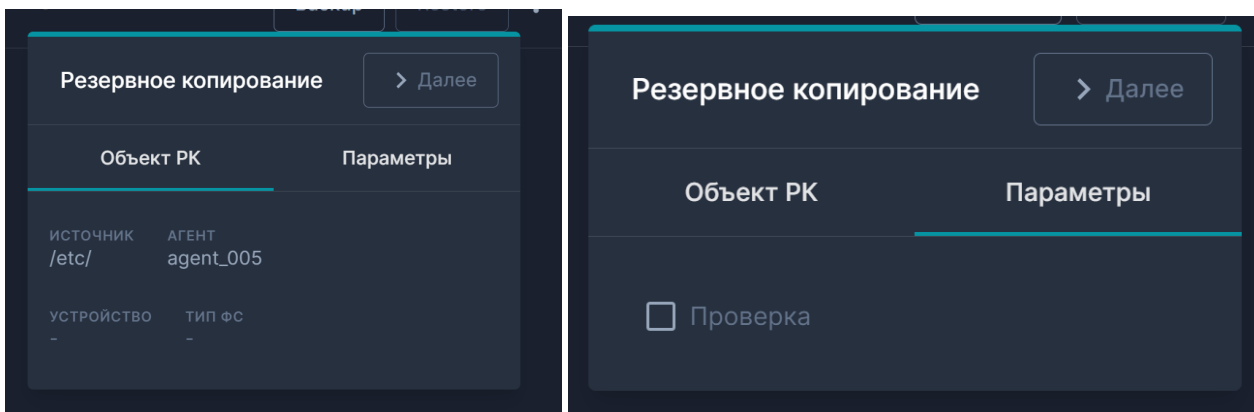 Резервное копирование
Далее
Объект РК Параметры
ИСТОЧНИК АГЕНТ
/etc/ agent_005
УСТРОЙСТВО ТИП ФС
- -
Резервное копирование
Далее
Объект РК Параметры
Проверка